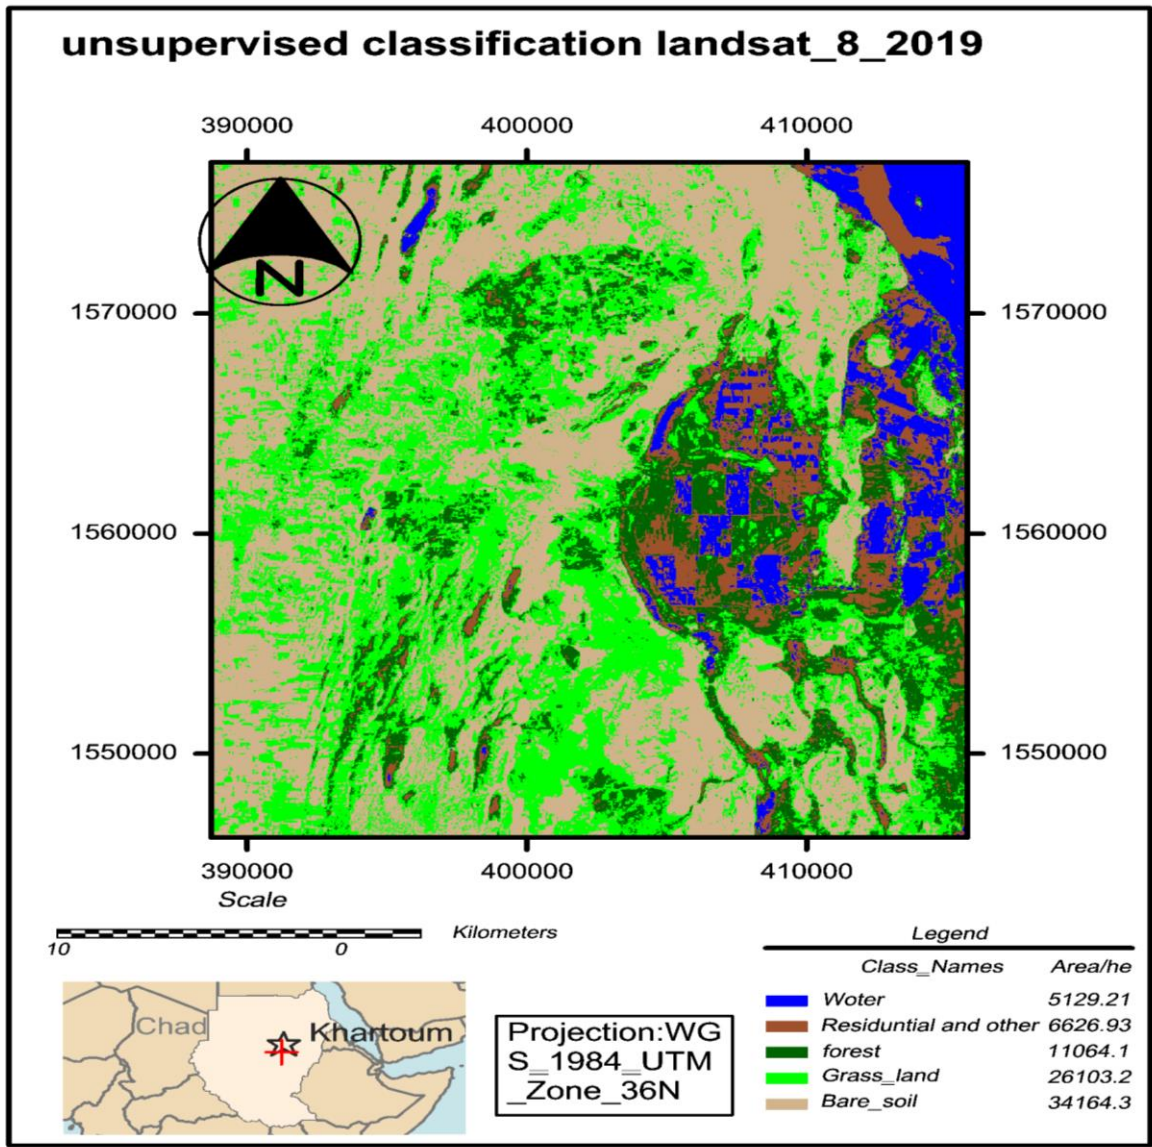 unsupervised classification landsat_8_2019
390000 400000 410000
N
1570000 1570000
1560000 1560000
1550000 1550000
390000 400000 410000
Scale
Kilometers
10 0
Chad
Khartoum
Projection:WG
S_1984_UTM
_Zone_36N
Legend
Class_Names Area/he
Woter 5129.21
Residuntial and other 6626.93
forest 11064.1
Grass_land 26103.2
Bare_soil 34164.3